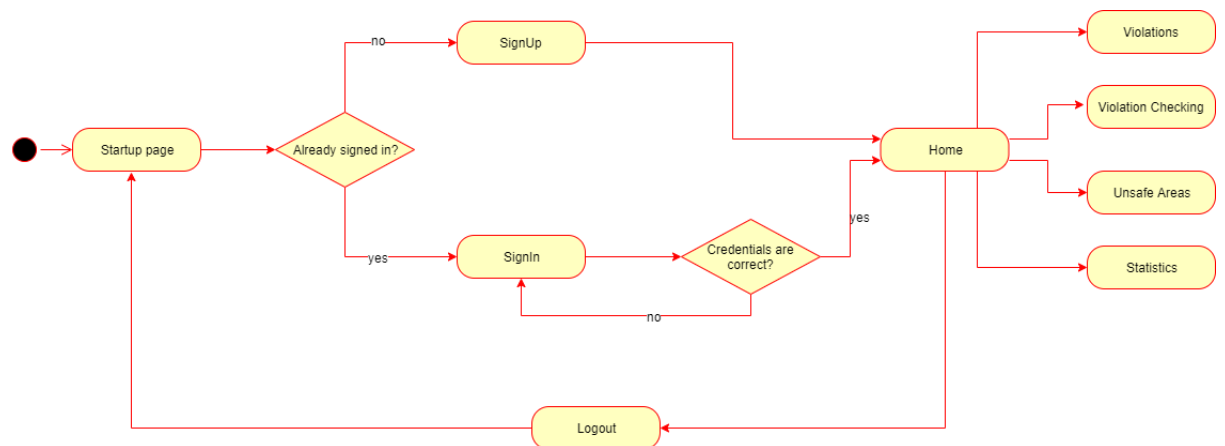 no
SignUp
Violations
Violation Checking
Startup page
Already signed in?
Home
Unsafe Areas
yes
yes
SignIn
Credentials are
correct?
Statistics
no
Logout